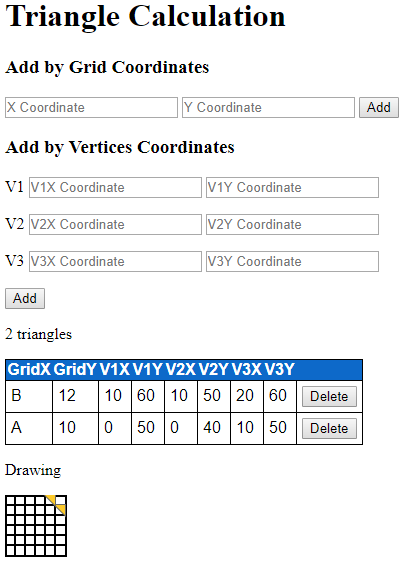 Triangle Calculation
Add by Grid Coordinates
X Coordinate Y Coordinate Add
Add by Vertices Coordinates
V1 V1X Coordinate V1Y Coordinate
V2 V2X Coordinate V2Y Coordinate
V3 V3X Coordinate V3Y Coordinate
Add
2 triangles
GridX GridY V1X V1Y V2X V2Y V3X V3Y
B 12 10 60 10 50 20 60 Delete
A 10 0 50 0 40 10 50 Delete
Drawing